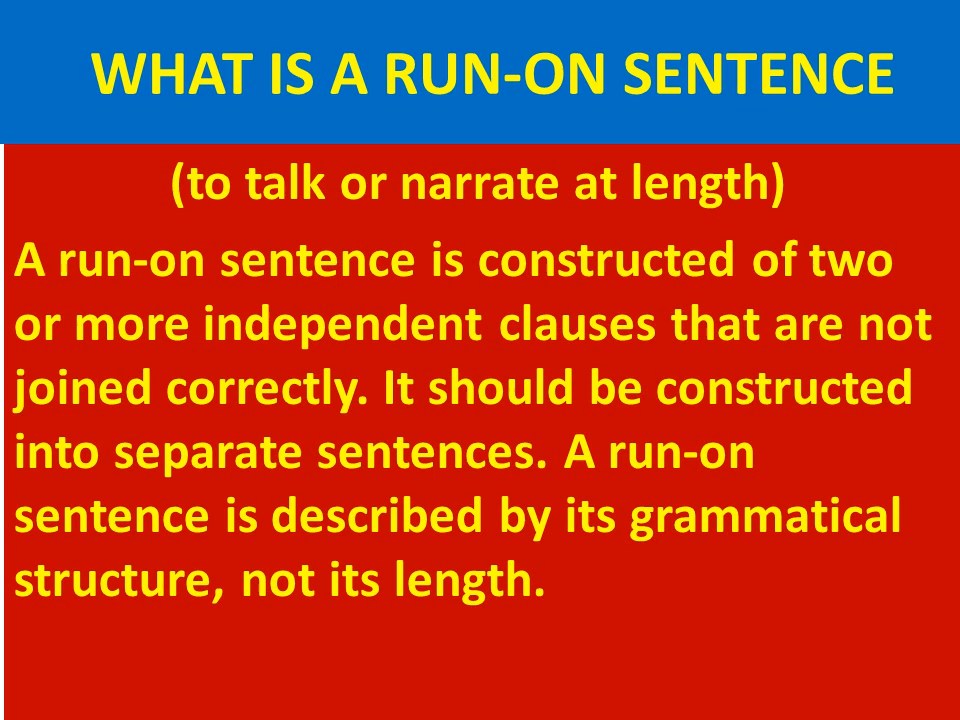 WHAT IS A RUN-ON SENTENCE
(to talk or narrate at length)
A run-on sentence is constructed of two
or more independent clauses that are not
joined correctly. It should be constructed
into separate sentences. A run-on
sentence is described by its grammatical
structure, not its length.